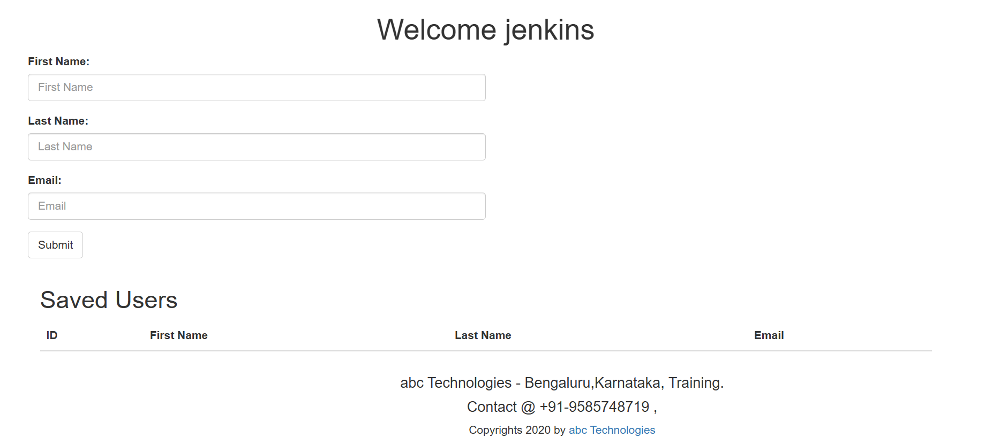 Welcome jenkins
First Name:
First Name
Last Name:
Last Name
Email:
Email
Submit
Saved Users
ID First Name Last Name Email
abc Technologies - Bengaluru,Karnataka, Training.
Contact @ +91-9585748719 ,
Copyrights 2020 by abc Technologies